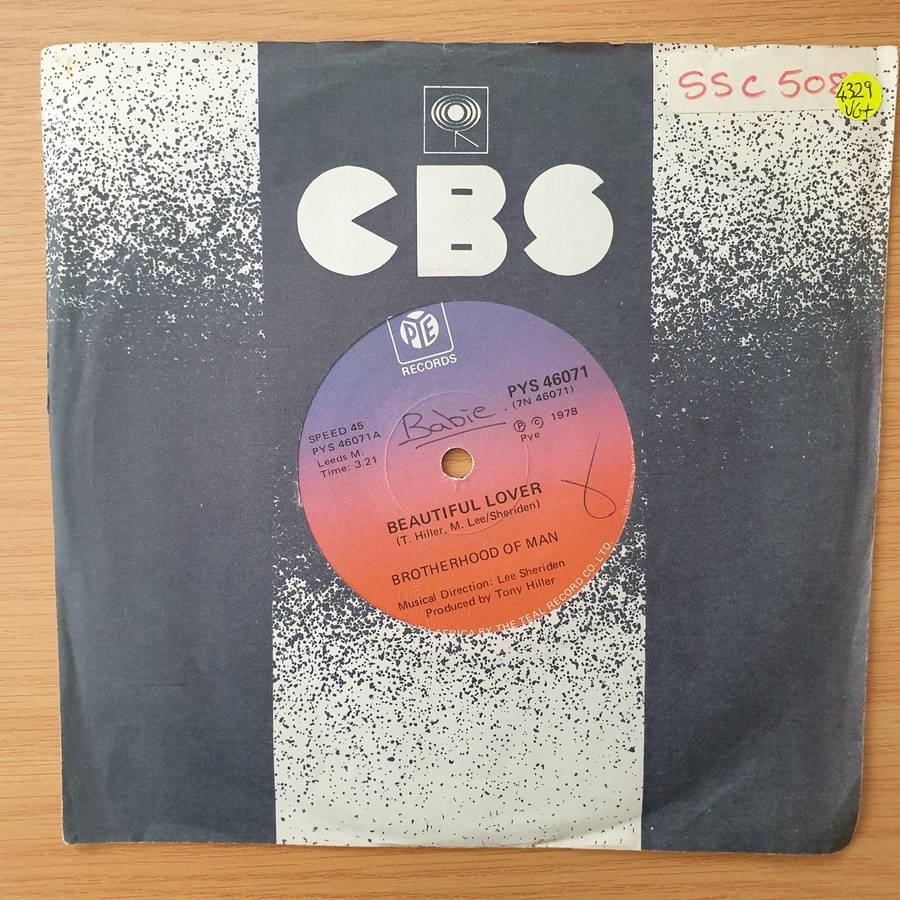 SSC 508
4329
VG+
CBS
PYE
RECORDS
PYS 46071
(7N 46071)
Ⓟ © 1978
Pye
SPEED 45
PYS 46071A
Leeds M.
Time: 3.21
Babie
BEAUTIFUL LOVER
(T. Hiller, M. Lee/Sheriden)
BROTHERHOOD OF MAN
Musical Direction: Lee Sheriden
Produced by Tony Hiller
AFRICA BY THE TEAL RECORD CO. LTD.